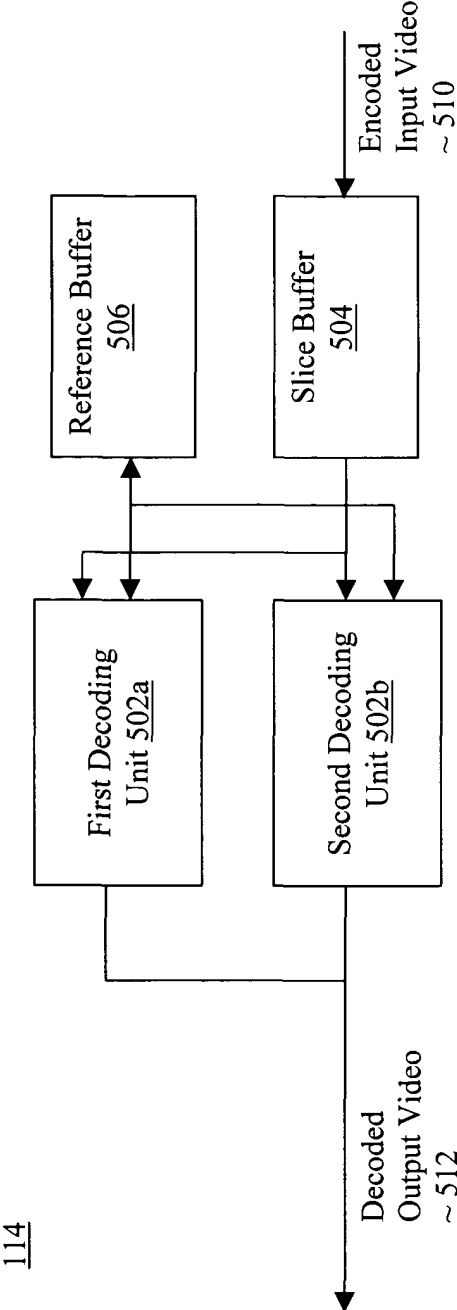 114
First Decoding
Unit 502a
Reference Buffer
506
Second Decoding
Unit 502b
Slice Buffer
504
Decoded
Output Video
~ 512
Encoded
Input Video
~ 510